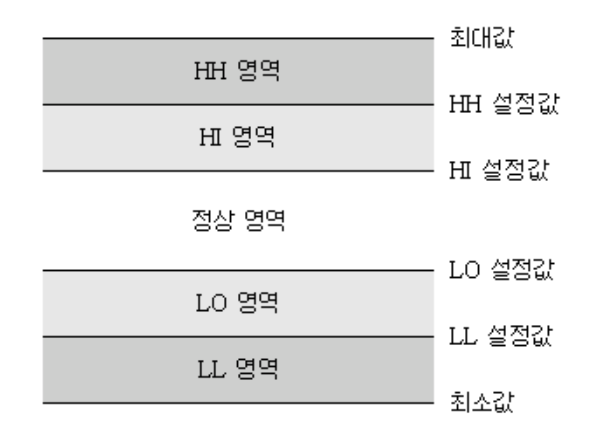 최대값
HH 영역
HH 설정값
HI 영역
HI 설정값
정상 영역
LO 설정값
LO 영역
LL 설정값
LL 영역
최소값